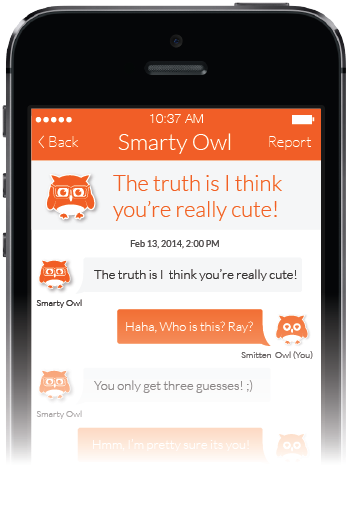 10:37 AM
Back Smarty Owl Report
The truth is I think
you're really cute!
Feb 13, 2014, 2:00 PM
The truth is I think you're really cute!
Smarty Owl
Haha, Who is this? Ray?
Smitten Owl (You)
You only get three guesses! ;)
Smarty Owl
Hmm, I'm pretty sure its you!